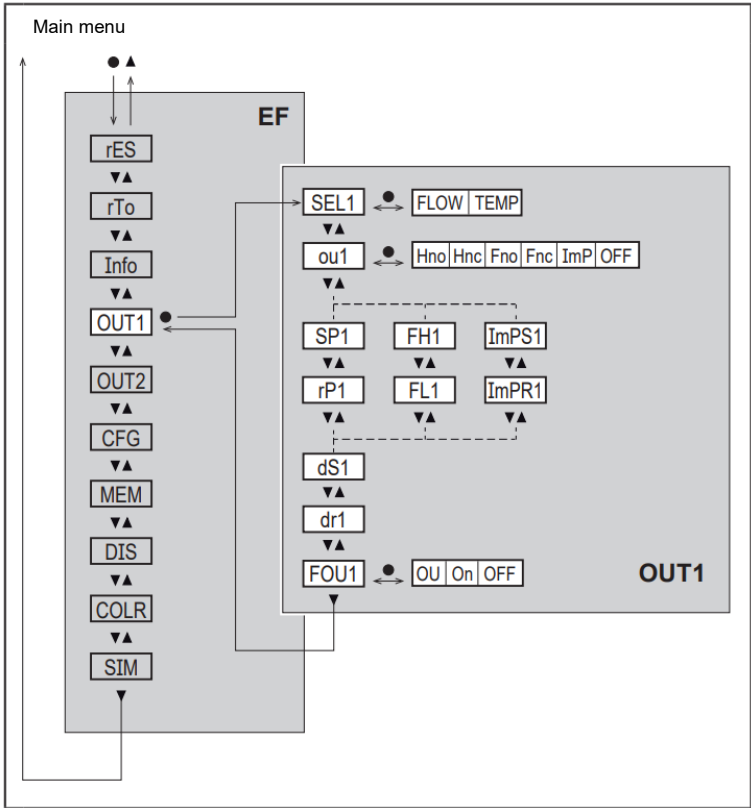 Main menu
EF
rES
rTo
Info
OUT1
OUT2
CFG
MEM
DIS
COLR
SIM
SEL1 FLOW TEMP
ou1 Hno Hnc Fno Fnc ImP OFF
SP1 FH1 ImPS1
rP1 FL1 ImPR1
dS1
dr1
FOU1 OU On OFF
OUT1